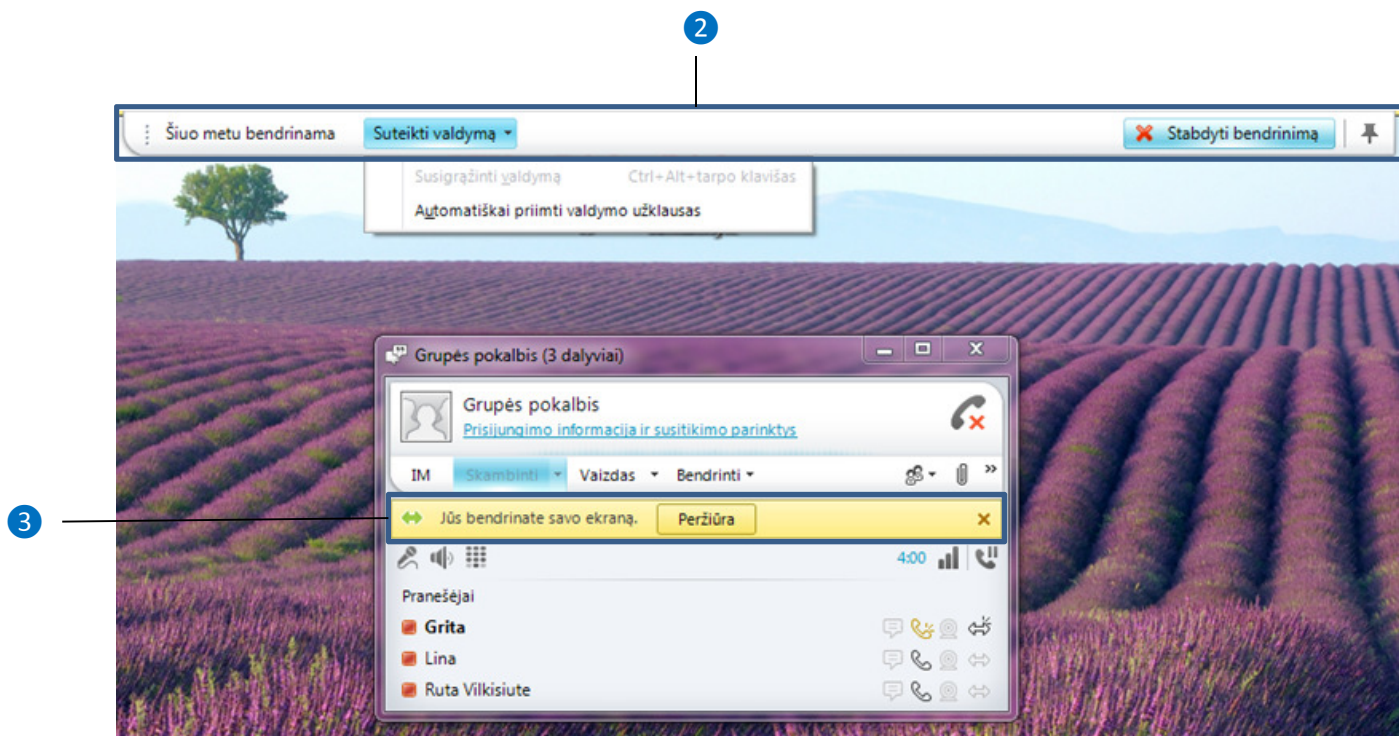 2
Šiuo metu bendrinama Suteikti valdymą Stabdyti bendrinimą
Susigrąžinti valdymą Ctrl+Alt+tarpo klavišas
Automatiškai priimti valdymo užklausas
Grupės pokalbis (3 dalyviai)
Grupės pokalbis
Prisijungimo informacija ir susitikimo parinktys
IM Skambinti Vaizdas Bendrinti »
3 Jūs bendrinate savo ekraną. Peržiūra
4:00
Pranešėjai
Grita
Lina
Ruta Vilkisiute